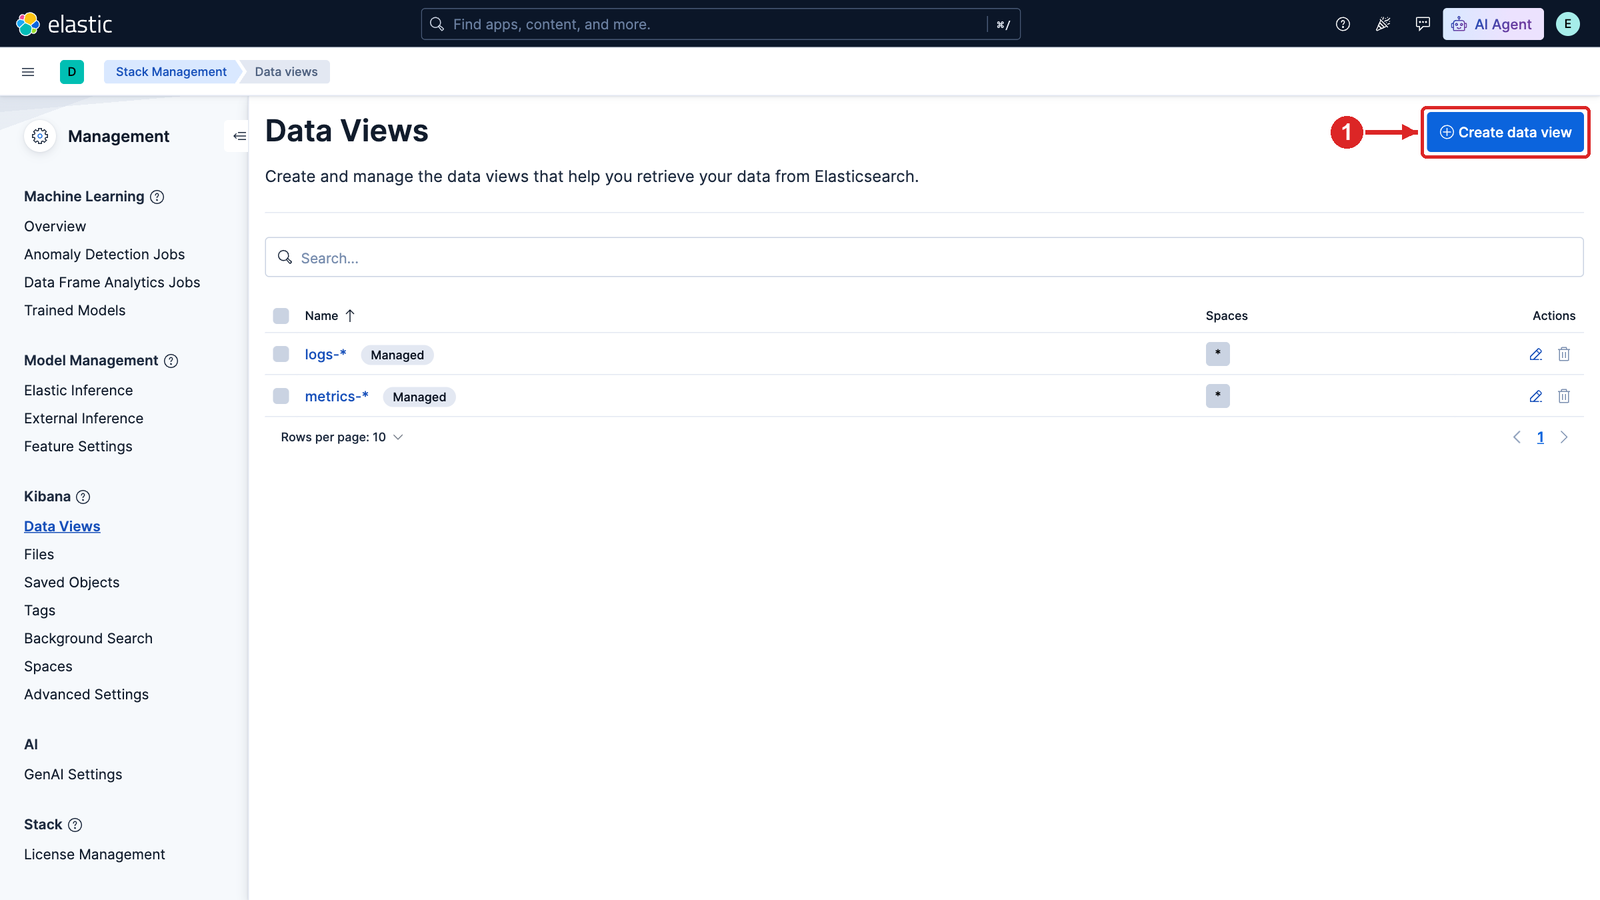 elastic
Find apps, content, and more.
⌘/
AI Agent
E
D
Stack Management
Data views
Management
Machine Learning
Overview
Anomaly Detection Jobs
Data Frame Analytics Jobs
Trained Models
Model Management
Elastic Inference
External Inference
Feature Settings
Kibana
Data Views
Files
Saved Objects
Tags
Background Search
Spaces
Advanced Settings
AI
GenAI Settings
Stack
License Management
Data Views
1
Create data view
Create and manage the data views that help you retrieve your data from Elasticsearch.
Search...
Name Spaces Actions
logs-* Managed *
metrics-* Managed *
Rows per page: 10
1